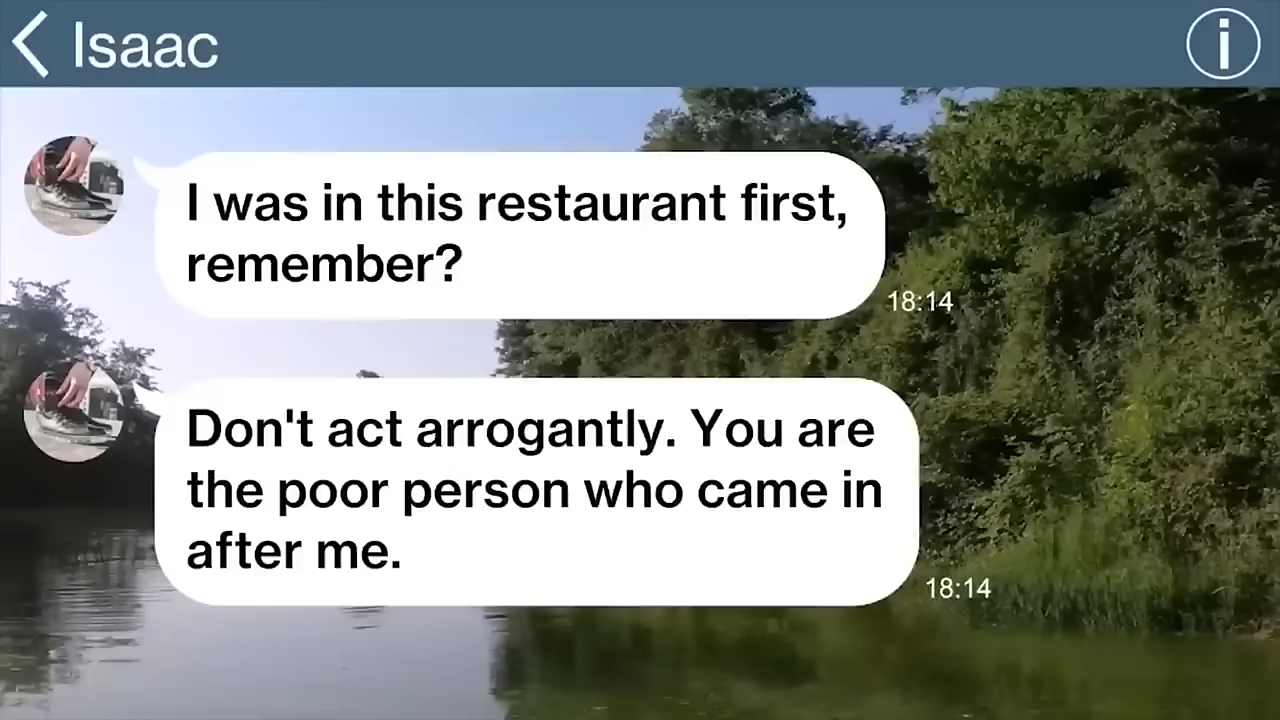 Isaac
I was in this restaurant first,
remember?
18:14
Don't act arrogantly. You are
the poor person who came in
after me.
18:14